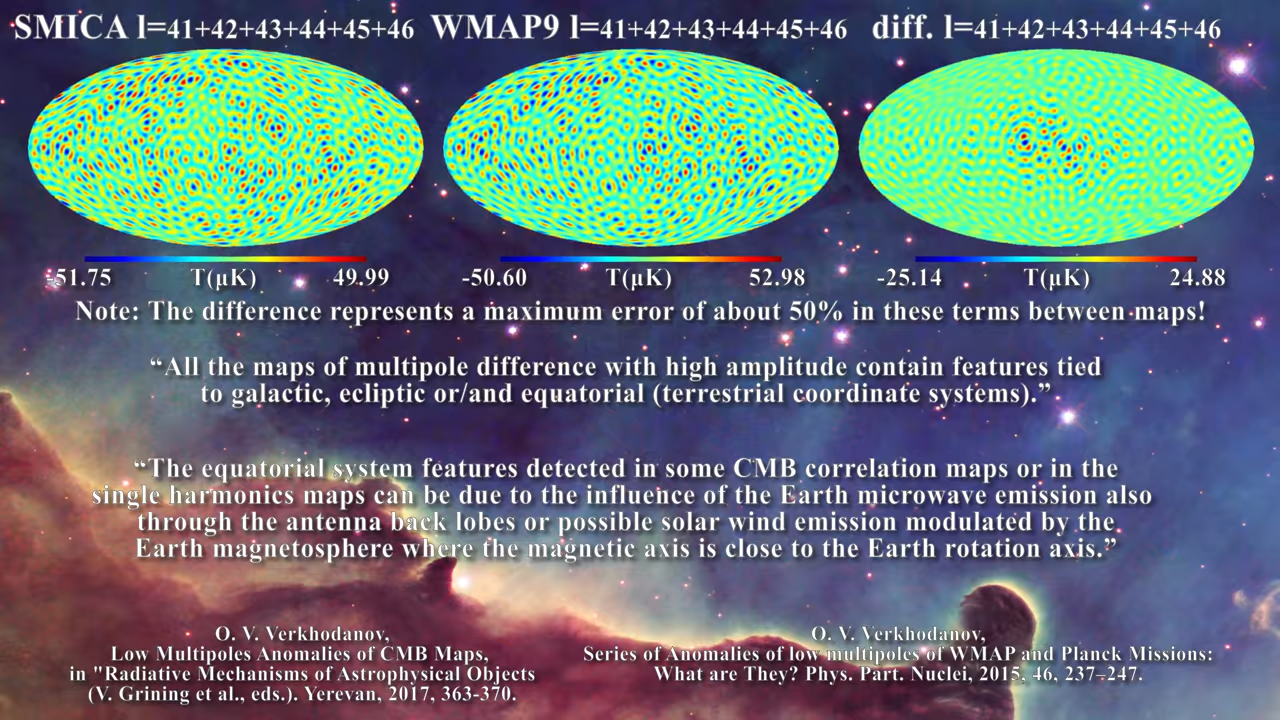 SMICA l=41+42+43+44+45+46 WMAP9 l=41+42+43+44+45+46 diff. l=41+42+43+44+45+46
-51.75 T(µK) 49.99 -50.60 T(µK) 52.98 -25.14 T(µK) 24.88
Note: The difference represents a maximum error of about 50% in these terms between maps!
“All the maps of multipole difference with high amplitude contain features tied
to galactic, ecliptic or/and equatorial (terrestrial coordinate systems).”
“The equatorial system features detected in some CMB correlation maps or in the
single harmonics maps can be due to the influence of the Earth microwave emission also
through the antenna back lobes or possible solar wind emission modulated by the
Earth magnetosphere where the magnetic axis is close to the Earth rotation axis.”
O. V. Verkhodanov,
Low Multipoles Anomalies of CMB Maps,
in "Radiative Mechanisms of Astrophysical Objects
(V. Grining et al., eds.). Yerevan, 2017, 363-370.
O. V. Verkhodanov,
Series of Anomalies of low multipoles of WMAP and Planck Missions:
What are They? Phys. Part. Nuclei, 2015, 46, 237–247.